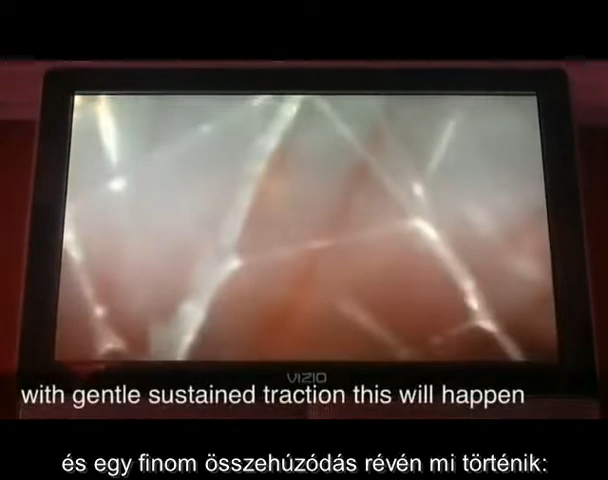 VIZIO
with gentle sustained traction this will happen
és egy finom összehúzódás révén mi történik: